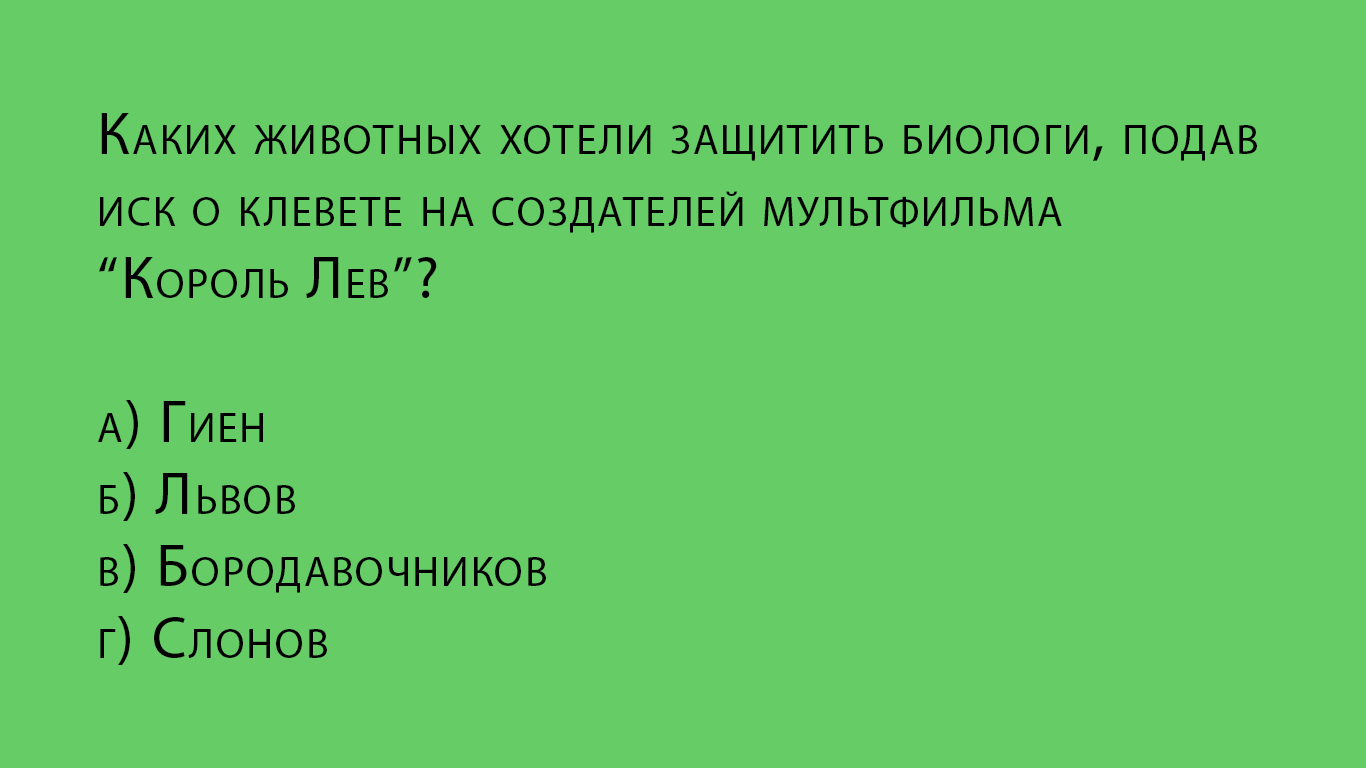 Каких животных хотели защитить биологи, подав
иск о клевете на создателей мультфильма
“Король Лев”?
а) Гиен
б) Львов
в) Бородавочников
г) Слонов